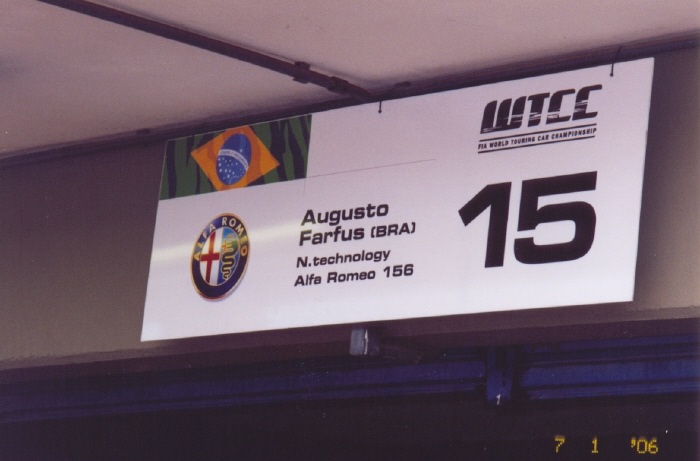 WTCC
FIA WORLD TOURING CAR CHAMPIONSHIP
15
Augusto
Farfus (BRA)
N.technology
Alfa Romeo 156
ALFA ROMEO
7 1 '06